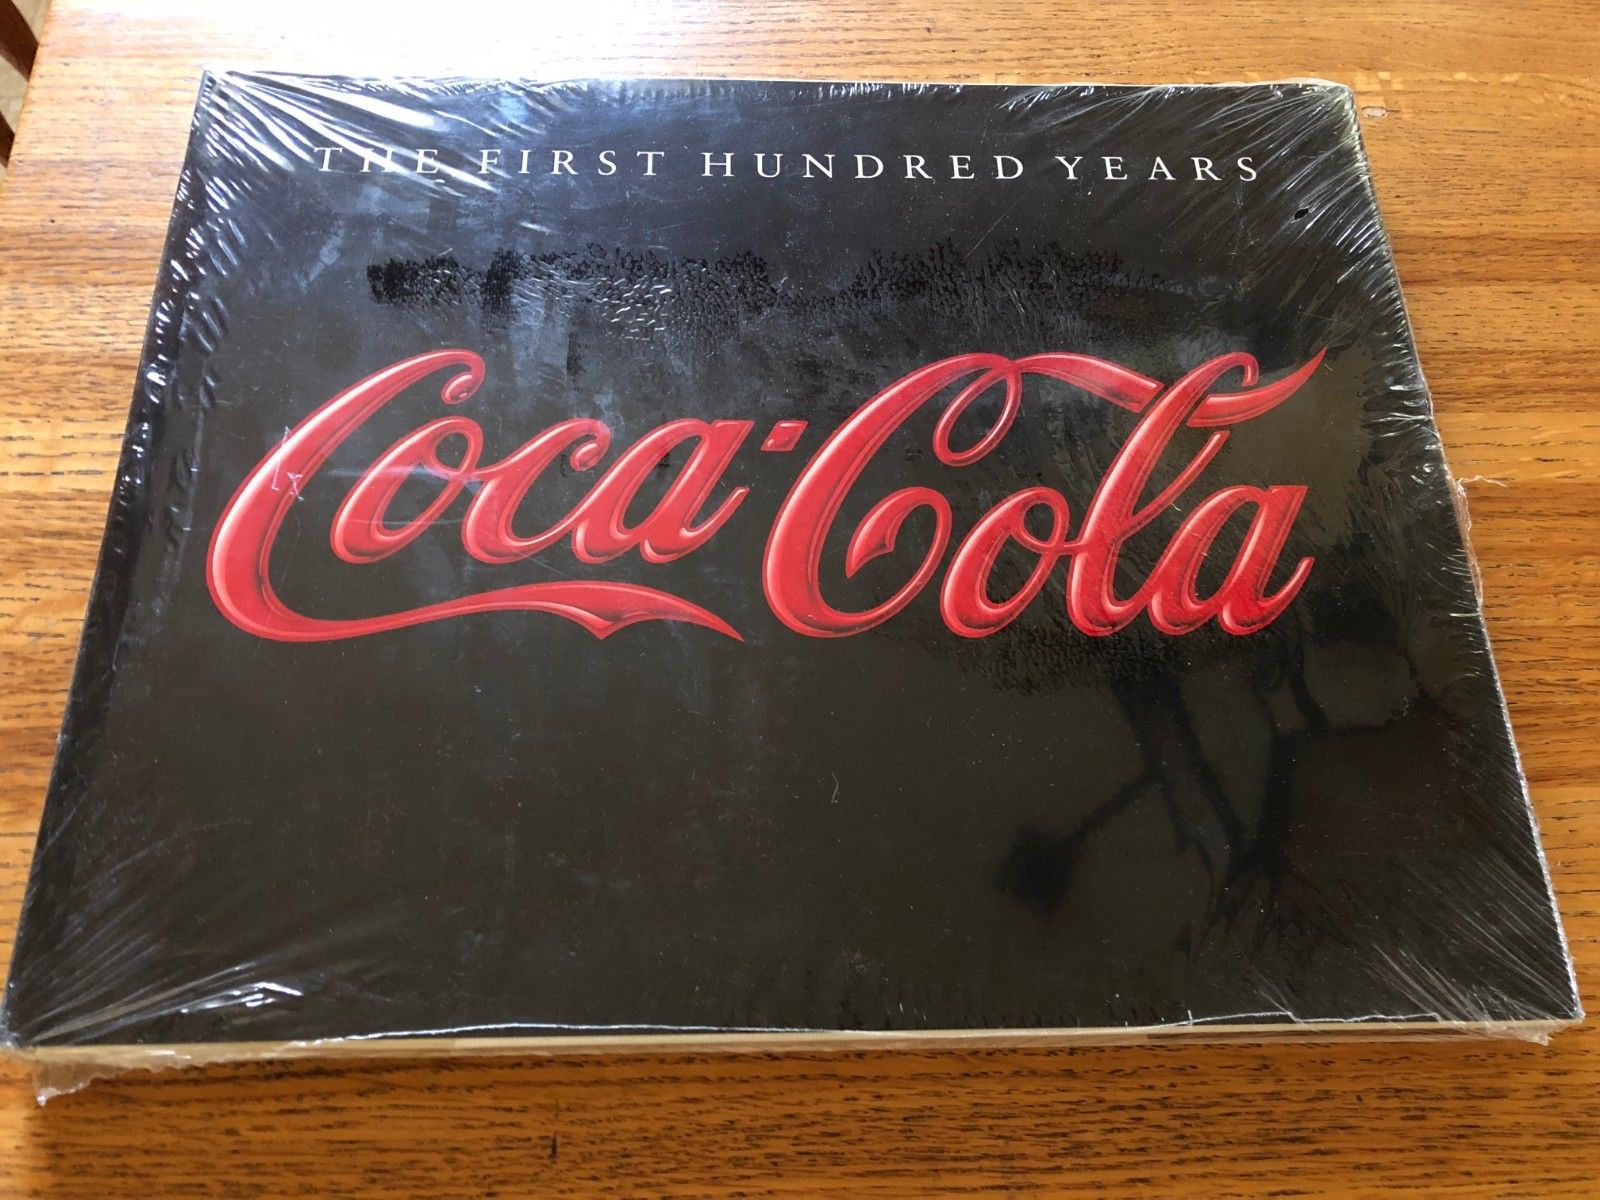 THE FIRST HUNDRED YEARS
Coca-Cola